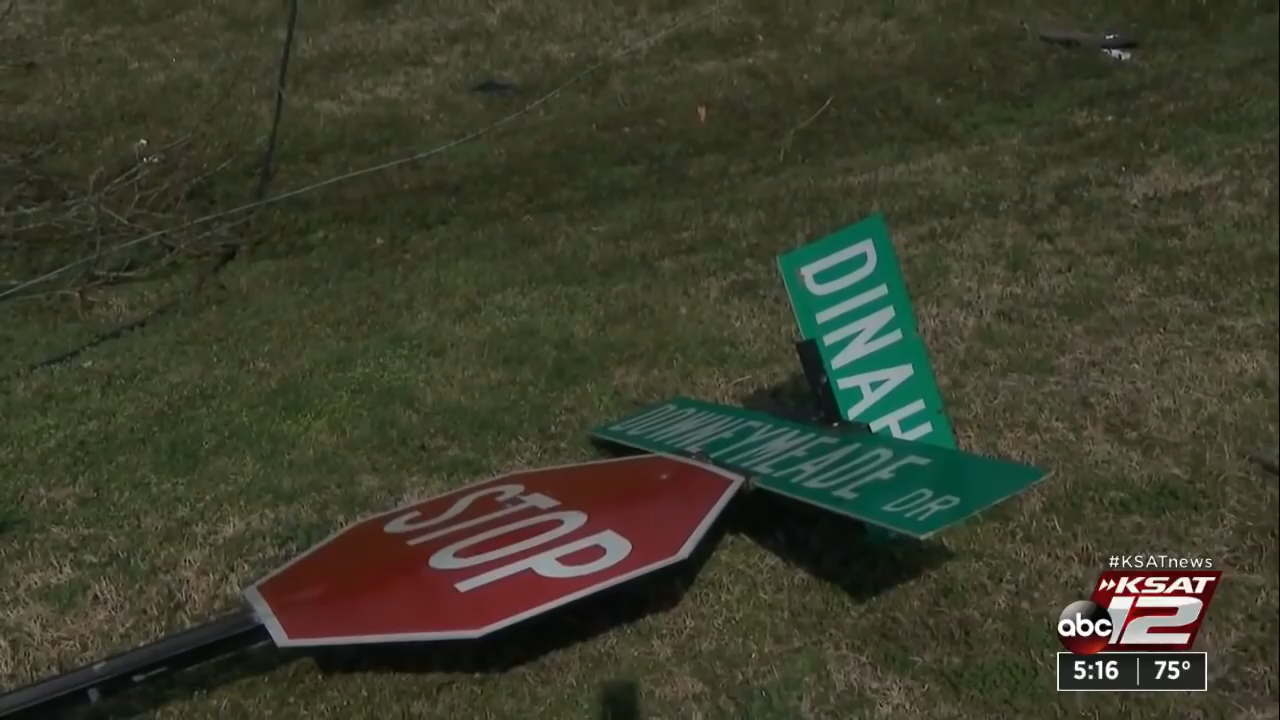 DINAH
DOWNEYMEADE DR
STOP
#KSATnews
KSAT
abc 12
5:16 75°